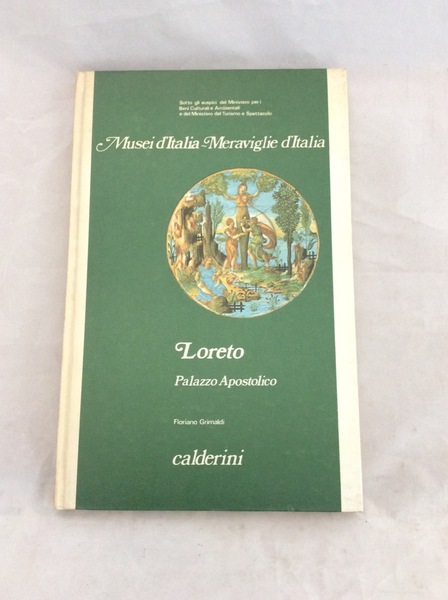 Sotto gli auspici del Ministero per i
Beni Culturali e Ambientali
e del Ministero del Turismo e Spettacolo
Musei d'Italia-Meraviglie d'Italia
Loreto
Palazzo Apostolico
Floriano Grimaldi
calderini